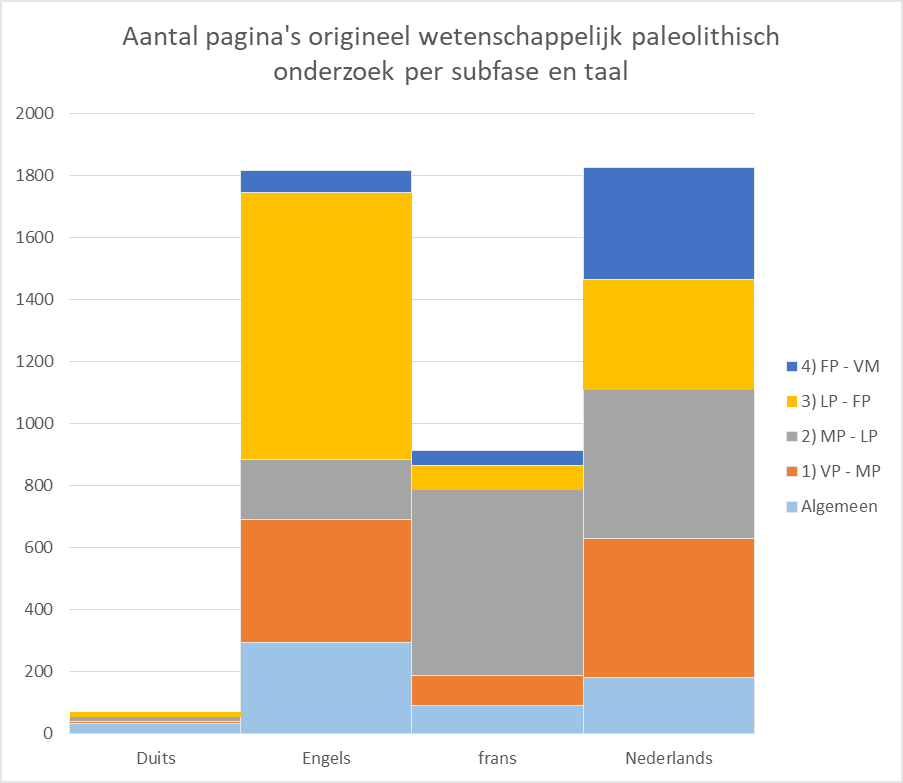 Aantal pagina's origineel wetenschappelijk paleolithisch
onderzoek per subfase en taal
2000
1800
1600
1400
1200
1000
800
600
400
200
0
Duits
Engels
frans
Nederlands
4) FP - VM
3) LP - FP
2) MP - LP
1) VP - MP
Algemeen